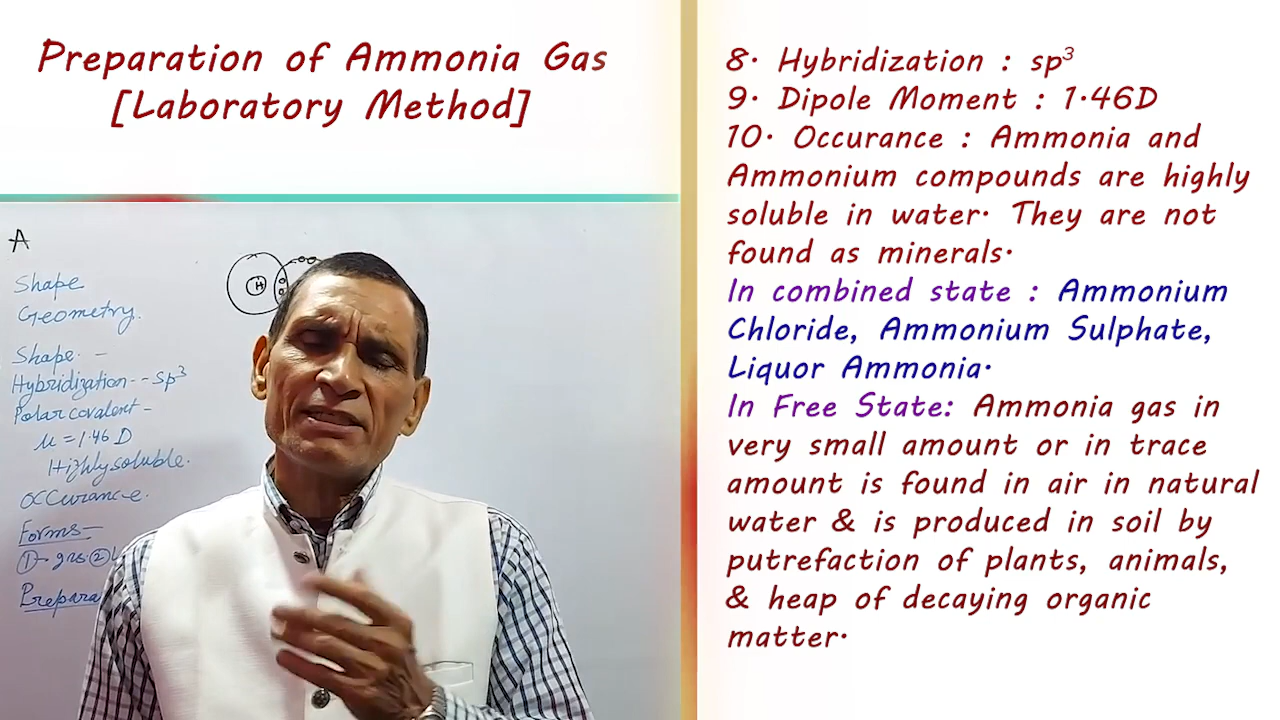 Preparation of Ammonia Gas
[Laboratory Method]
A
H
Shape
Geometry.
Shape. -
Hybridization--sp³
Polar covalent -
μ = 1.46 D
Highly soluble.
Occurance.
Forms-
① gas ②
Prepara
8. Hybridization : sp³
9. Dipole Moment : 1.46D
10. Occurance : Ammonia and
Ammonium compounds are highly
soluble in water. They are not
found as minerals.
In combined state : Ammonium
Chloride, Ammonium Sulphate,
Liquor Ammonia.
In Free State: Ammonia gas in
very small amount or in trace
amount is found in air in natural
water & is produced in soil by
putrefaction of plants, animals,
& heap of decaying organic
matter.